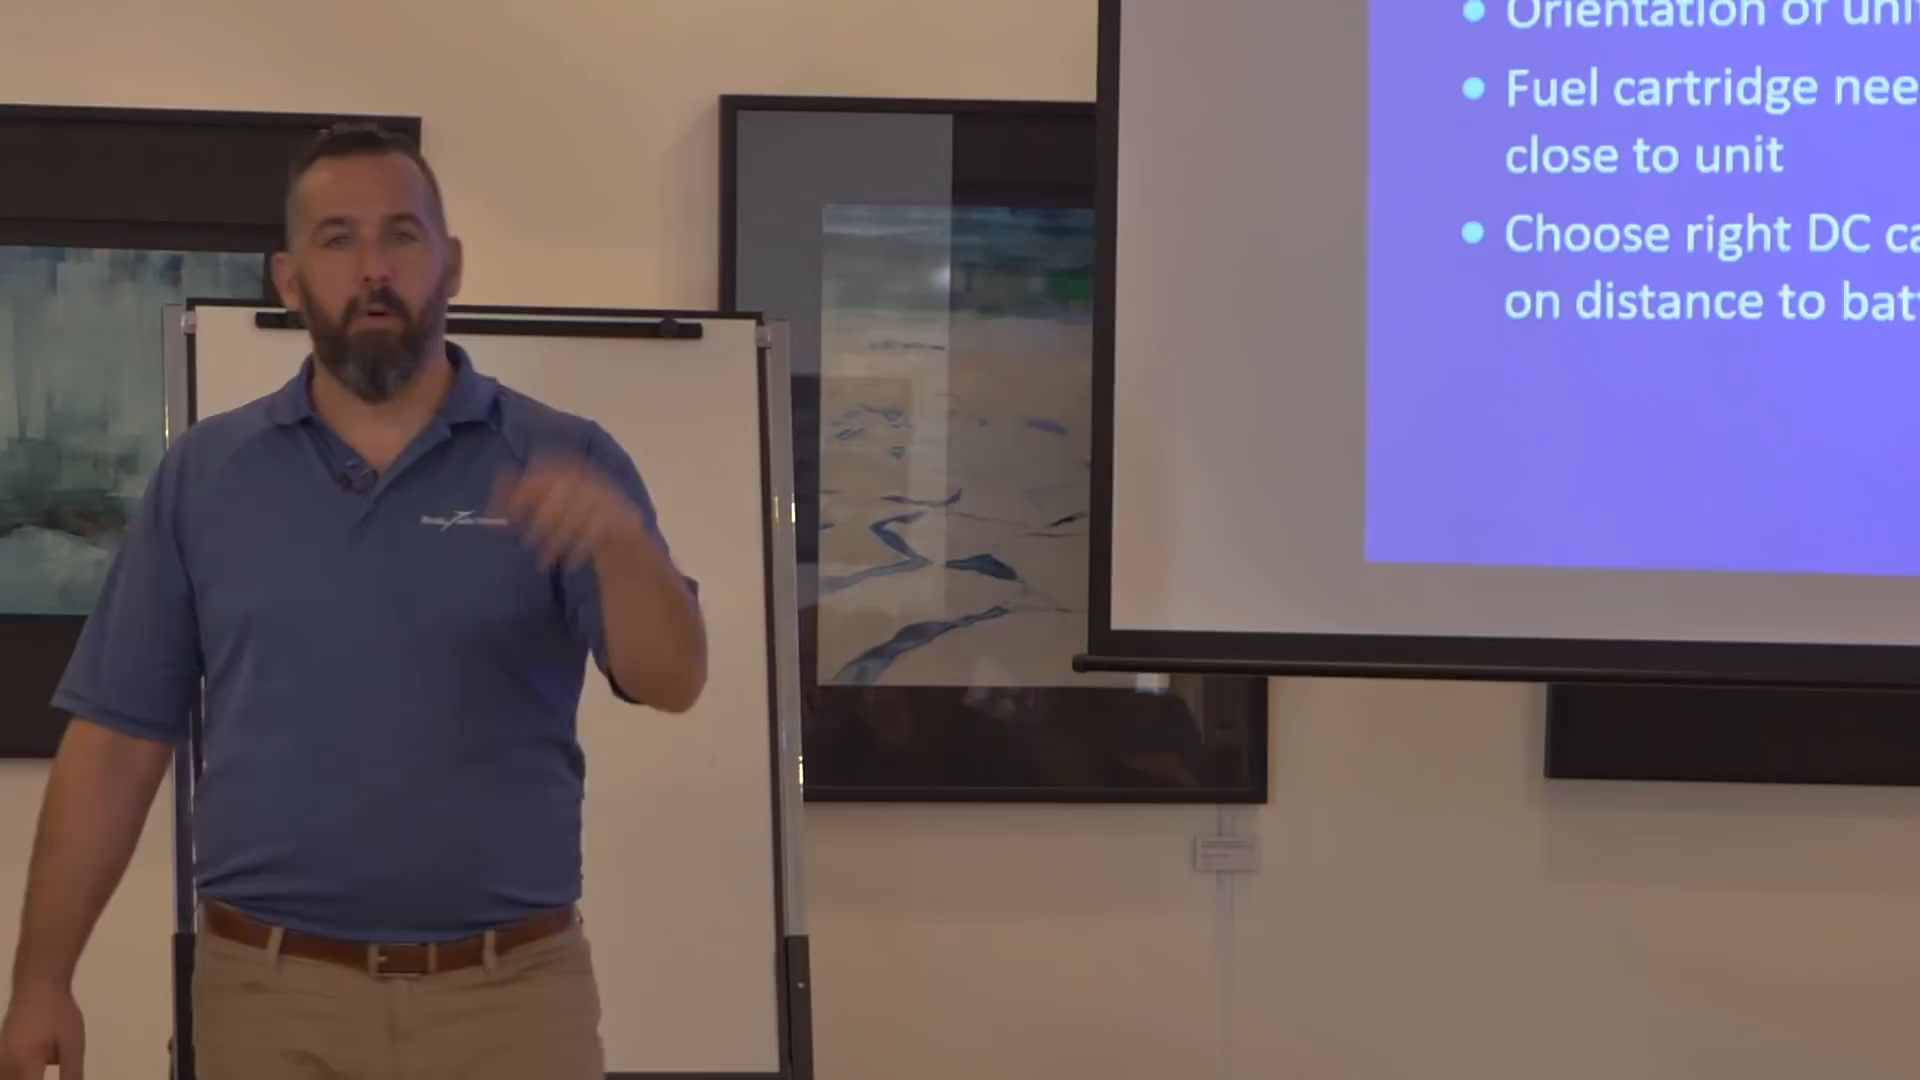 Orientation of uni
Fuel cartridge nee
close to unit
Choose right DC ca
on distance to bat